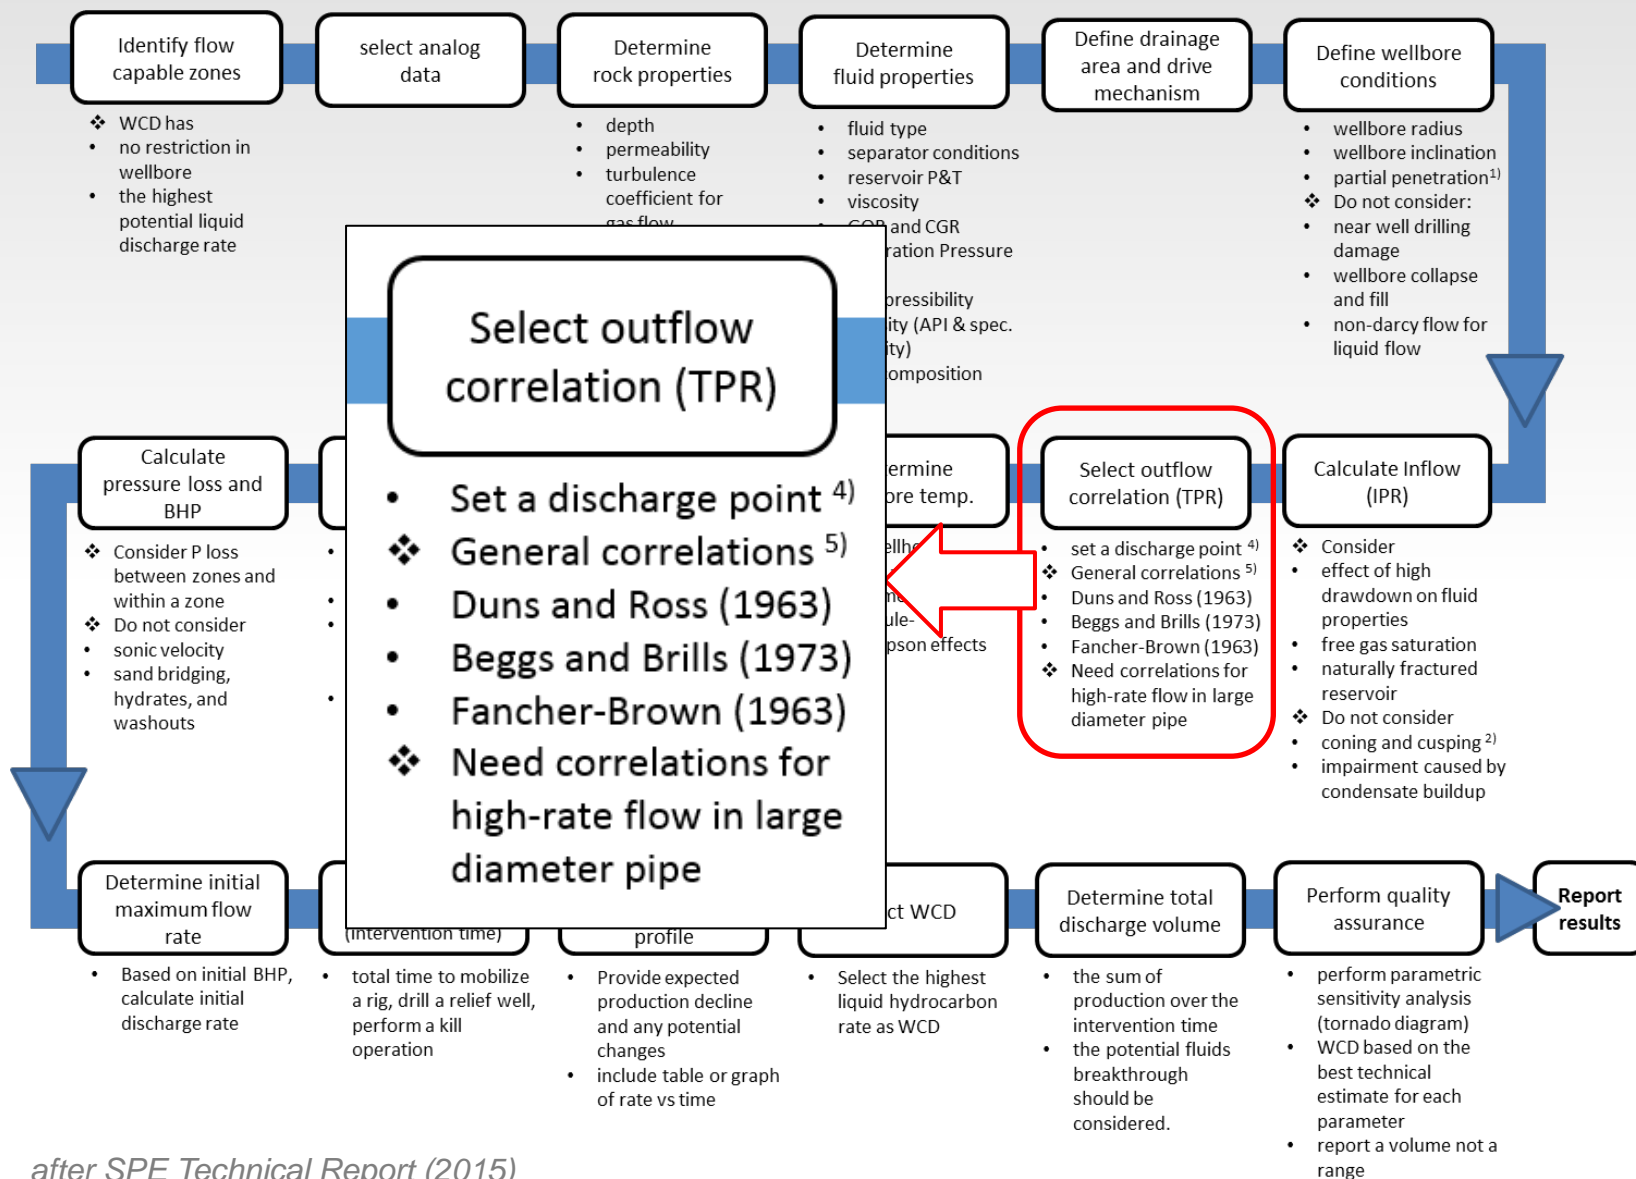 Identify flow
capable zones
select analog
data
Determine
rock properties
Determine
fluid properties
Define drainage
area and drive
mechanism
Define wellbore
conditions
❖ WCD has
• no restriction in
wellbore
• the highest
potential liquid
discharge rate
• depth
• permeability
• turbulence
coefficient for
gas flow
• fluid type
• separator conditions
• reservoir P&T
• viscosity
GOR and CGR
Pressure
(API & spec.
• wellbore radius
• wellbore inclination
• partial penetration1)
❖ Do not consider:
• near well drilling
damage
• wellbore collapse
and fill
• non-darcy flow for
liquid flow
Select outflow
correlation (TPR)
• Set a discharge point 4)
❖ General correlations 5)
• Duns and Ross (1963)
• Beggs and Brills (1973)
• Fancher-Brown (1963)
❖ Need correlations for
high-rate flow in large
diameter pipe
Calculate
pressure loss and
BHP
temp.
Select outflow
correlation (TPR)
Calculate Inflow
(IPR)
❖ Consider P loss
between zones and
within a zone
❖ Do not consider
• sonic velocity
• sand bridging,
hydrates, and
washouts
effects
• set a discharge point 4)
❖ General correlations 5)
• Duns and Ross (1963)
• Beggs and Brills (1973)
• Fancher-Brown (1963)
❖ Need correlations for
high-rate flow in large
diameter pipe
❖ Consider
• effect of high
drawdown on fluid
properties
• free gas saturation
• naturally fractured
reservoir
❖ Do not consider
• coning and cusping 2)
• impairment caused by
condensate buildup
Determine initial
maximum flow
rate
(intervention time)
profile
WCD
Determine total
discharge volume
Perform quality
assurance
Report
results
• Based on initial BHP,
calculate initial
discharge rate
• total time to mobilize
a rig, drill a relief well,
perform a kill
operation
• Provide expected
production decline
and any potential
changes
• include table or graph
of rate vs time
• Select the highest
liquid hydrocarbon
rate as WCD
• the sum of
production over the
intervention time
• the potential fluids
breakthrough
should be
considered.
• perform parametric
sensitivity analysis
(tornado diagram)
• WCD based on the
best technical
estimate for each
parameter
• report a volume not a
range
after SPE Technical Report (2015)